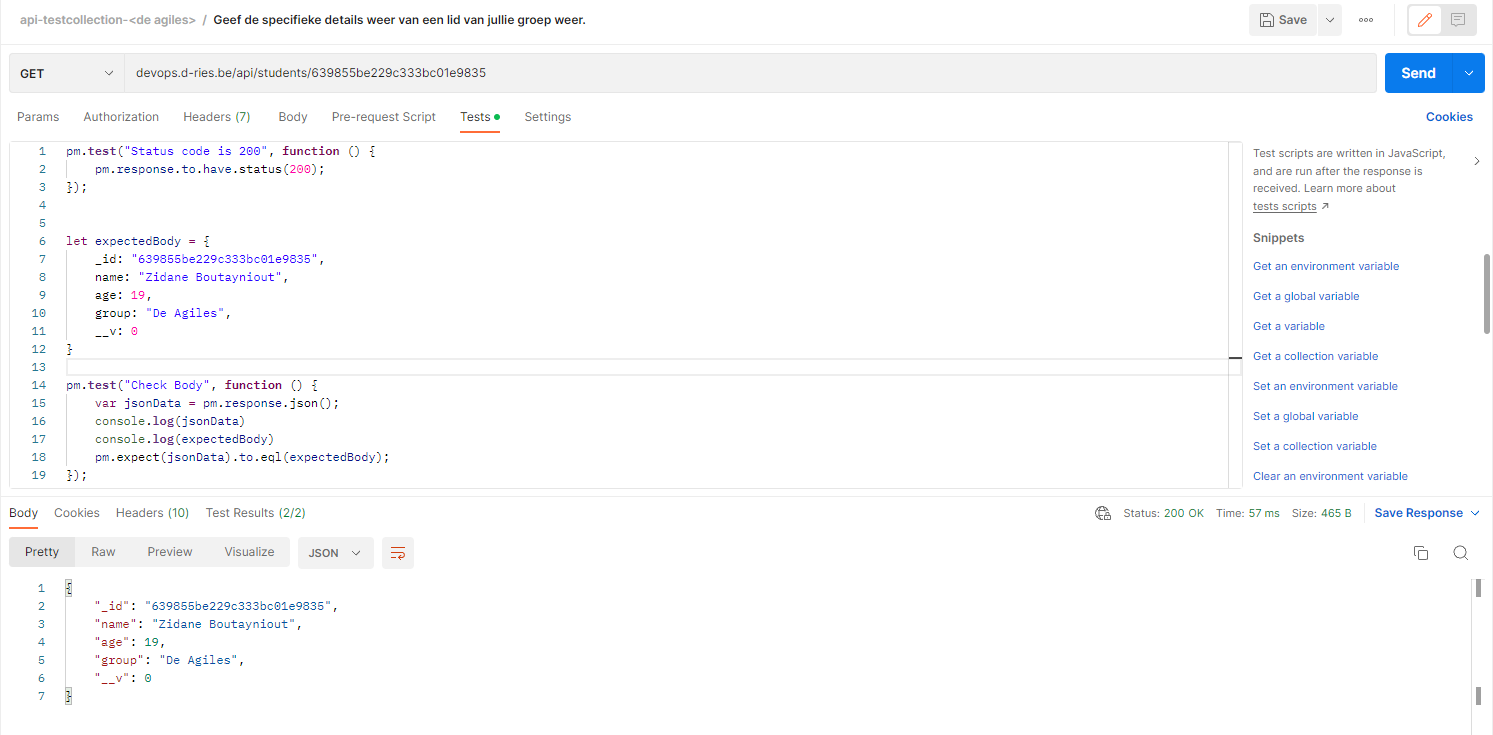 api-testcollection-<de agiles> / Geef de specifieke details weer van een lid van jullie groep weer.
Save
GET
devops.d-ries.be/api/students/639855be229c333bc01e9835
Send
Params Authorization Headers (7) Body Pre-request Script Tests Settings
Cookies
1 pm.test("Status code is 200", function () {
2 pm.response.to.have.status(200);
3 });
4
5
6 let expectedBody = {
7 _id: "639855be229c333bc01e9835",
8 name: "Zidane Boutayniout",
9 age: 19,
10 group: "De Agiles",
11 __v: 0
12 }
13
14 pm.test("Check Body", function () {
15 var jsonData = pm.response.json();
16 console.log(jsonData)
17 console.log(expectedBody)
18 pm.expect(jsonData).to.eql(expectedBody);
19 });
Test scripts are written in JavaScript,
and are run after the response is
received. Learn more about
tests scripts
Snippets
Get an environment variable
Get a global variable
Get a variable
Get a collection variable
Set an environment variable
Set a global variable
Set a collection variable
Clear an environment variable
Body Cookies Headers (10) Test Results (2/2)
Status: 200 OK Time: 57 ms Size: 465 B
Save Response
Pretty Raw Preview Visualize JSON
1 {
2 "_id": "639855be229c333bc01e9835",
3 "name": "Zidane Boutayniout",
4 "age": 19,
5 "group": "De Agiles",
6 "__v": 0
7 }